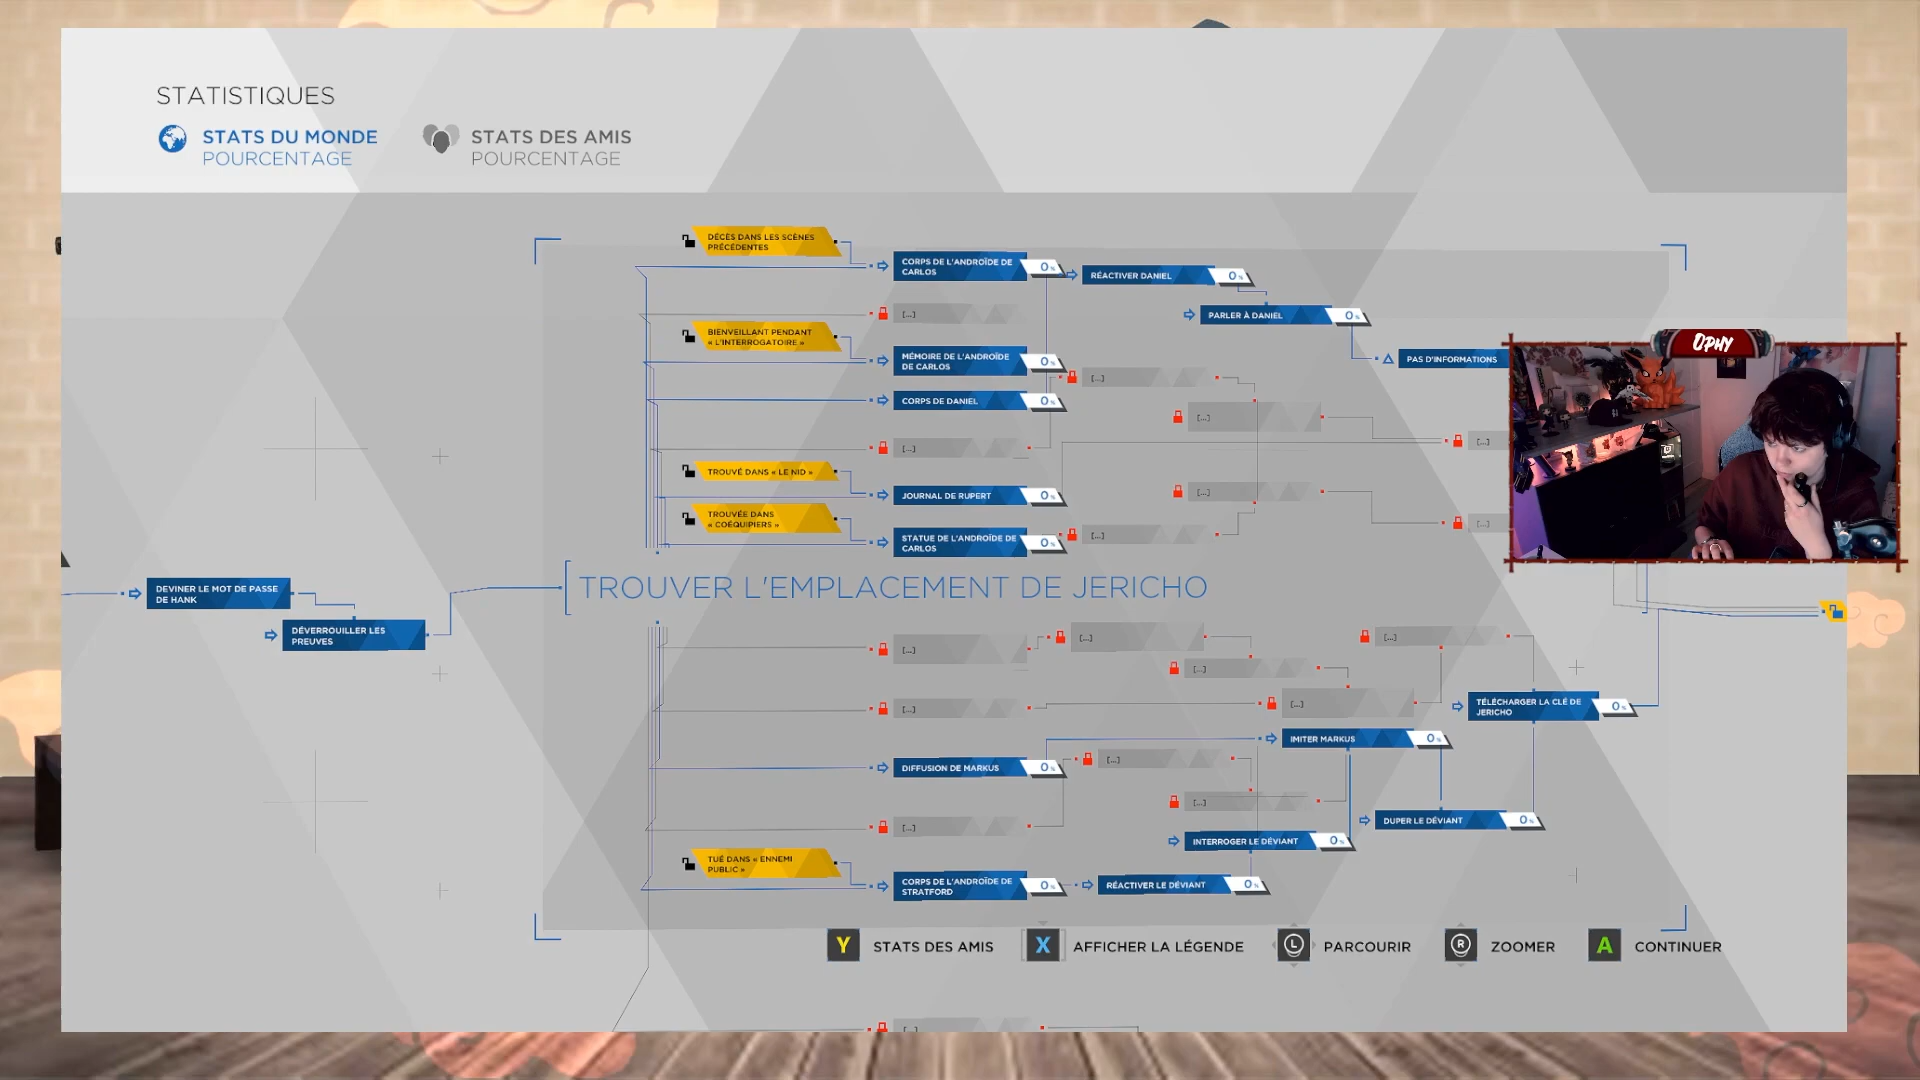 STATISTIQUES
STATS DU MONDE
POURCENTAGE
STATS DES AMIS
POURCENTAGE
DÉCÈS DANS LES SCÈNES
PRÉCÉDENTES
CORPS DE L'ANDROÏDE DE
CARLOS
0%
RÉACTIVER DANIEL
0%
[...]
PARLER À DANIEL
0%
BIENVEILLANT PENDANT
« L'INTERROGATOIRE »
MÉMOIRE DE L'ANDROÏDE
DE CARLOS
0%
PAS D'INFORMATIONS
[...]
CORPS DE DANIEL
0%
[...]
[...]
[...]
TROUVÉ DANS « LE NID »
JOURNAL DE RUPERT
0%
[...]
TROUVÉE DANS
« COÉQUIPIERS »
STATUE DE L'ANDROÏDE DE
CARLOS
0%
[...]
[...]
OPHY
DEVINER LE MOT DE PASSE
DE HANK
DÉVERROUILLER LES
PREUVES
TROUVER L'EMPLACEMENT DE JERICHO
[...]
[...]
[...]
[...]
[...]
[...]
TÉLÉCHARGER LA CLÉ DE
JERICHO
0%
IMITER MARKUS
0%
DIFFUSION DE MARKUS
0%
[...]
[...]
DUPER LE DÉVIANT
0%
[...]
INTERROGER LE DÉVIANT
0%
TUÉ DANS « ENNEMI
PUBLIC »
CORPS DE L'ANDROÏDE DE
STRATFORD
0%
RÉACTIVER LE DÉVIANT
0%
Y STATS DES AMIS
X AFFICHER LA LÉGENDE
L PARCOURIR
R ZOOMER
A CONTINUER
[...]